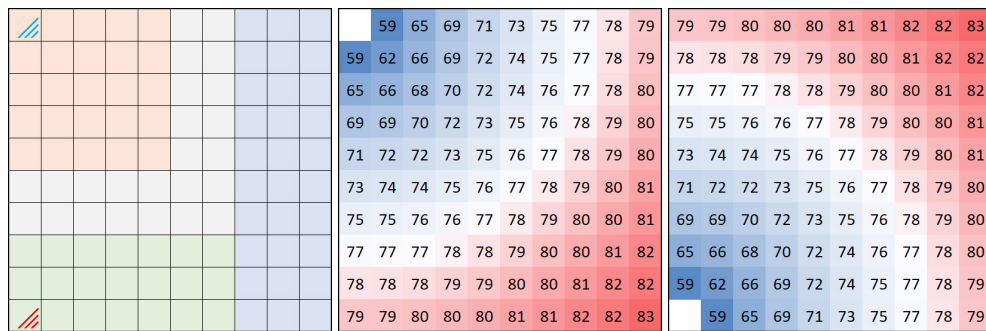 59 65 69 71 73 75 77 78 79 79 79 80 80 80 81 81 82 82 83
59 62 66 69 72 74 75 77 78 79 78 78 78 79 79 80 80 81 82 82
65 66 68 70 72 74 76 77 78 80 77 77 77 78 78 79 80 80 81 82
69 69 70 72 73 75 76 78 79 80 75 75 76 76 77 78 79 80 80 81
71 72 72 73 75 76 77 78 79 80 73 74 74 75 76 77 78 79 80 81
73 74 74 75 76 77 78 79 80 81 71 72 72 73 75 76 77 78 79 80
75 75 76 76 77 78 79 80 80 81 69 69 70 72 73 75 76 78 79 80
77 77 77 78 78 79 80 80 81 82 65 66 68 70 72 74 76 77 78 80
78 78 78 79 79 80 80 81 82 82 59 62 66 69 72 74 75 77 78 79
79 79 80 80 80 81 81 82 82 83 59 65 69 71 73 75 77 78 79